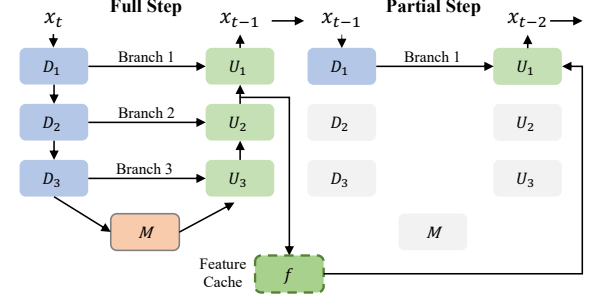 Full Step
Partial Step
x_t
x_{t-1}
x_{t-1}
x_{t-2}
D_1
Branch 1
U_1
D_1
Branch 1
U_1
D_2
Branch 2
U_2
D_2
U_2
D_3
Branch 3
U_3
D_3
U_3
M
M
Feature
Cache
f